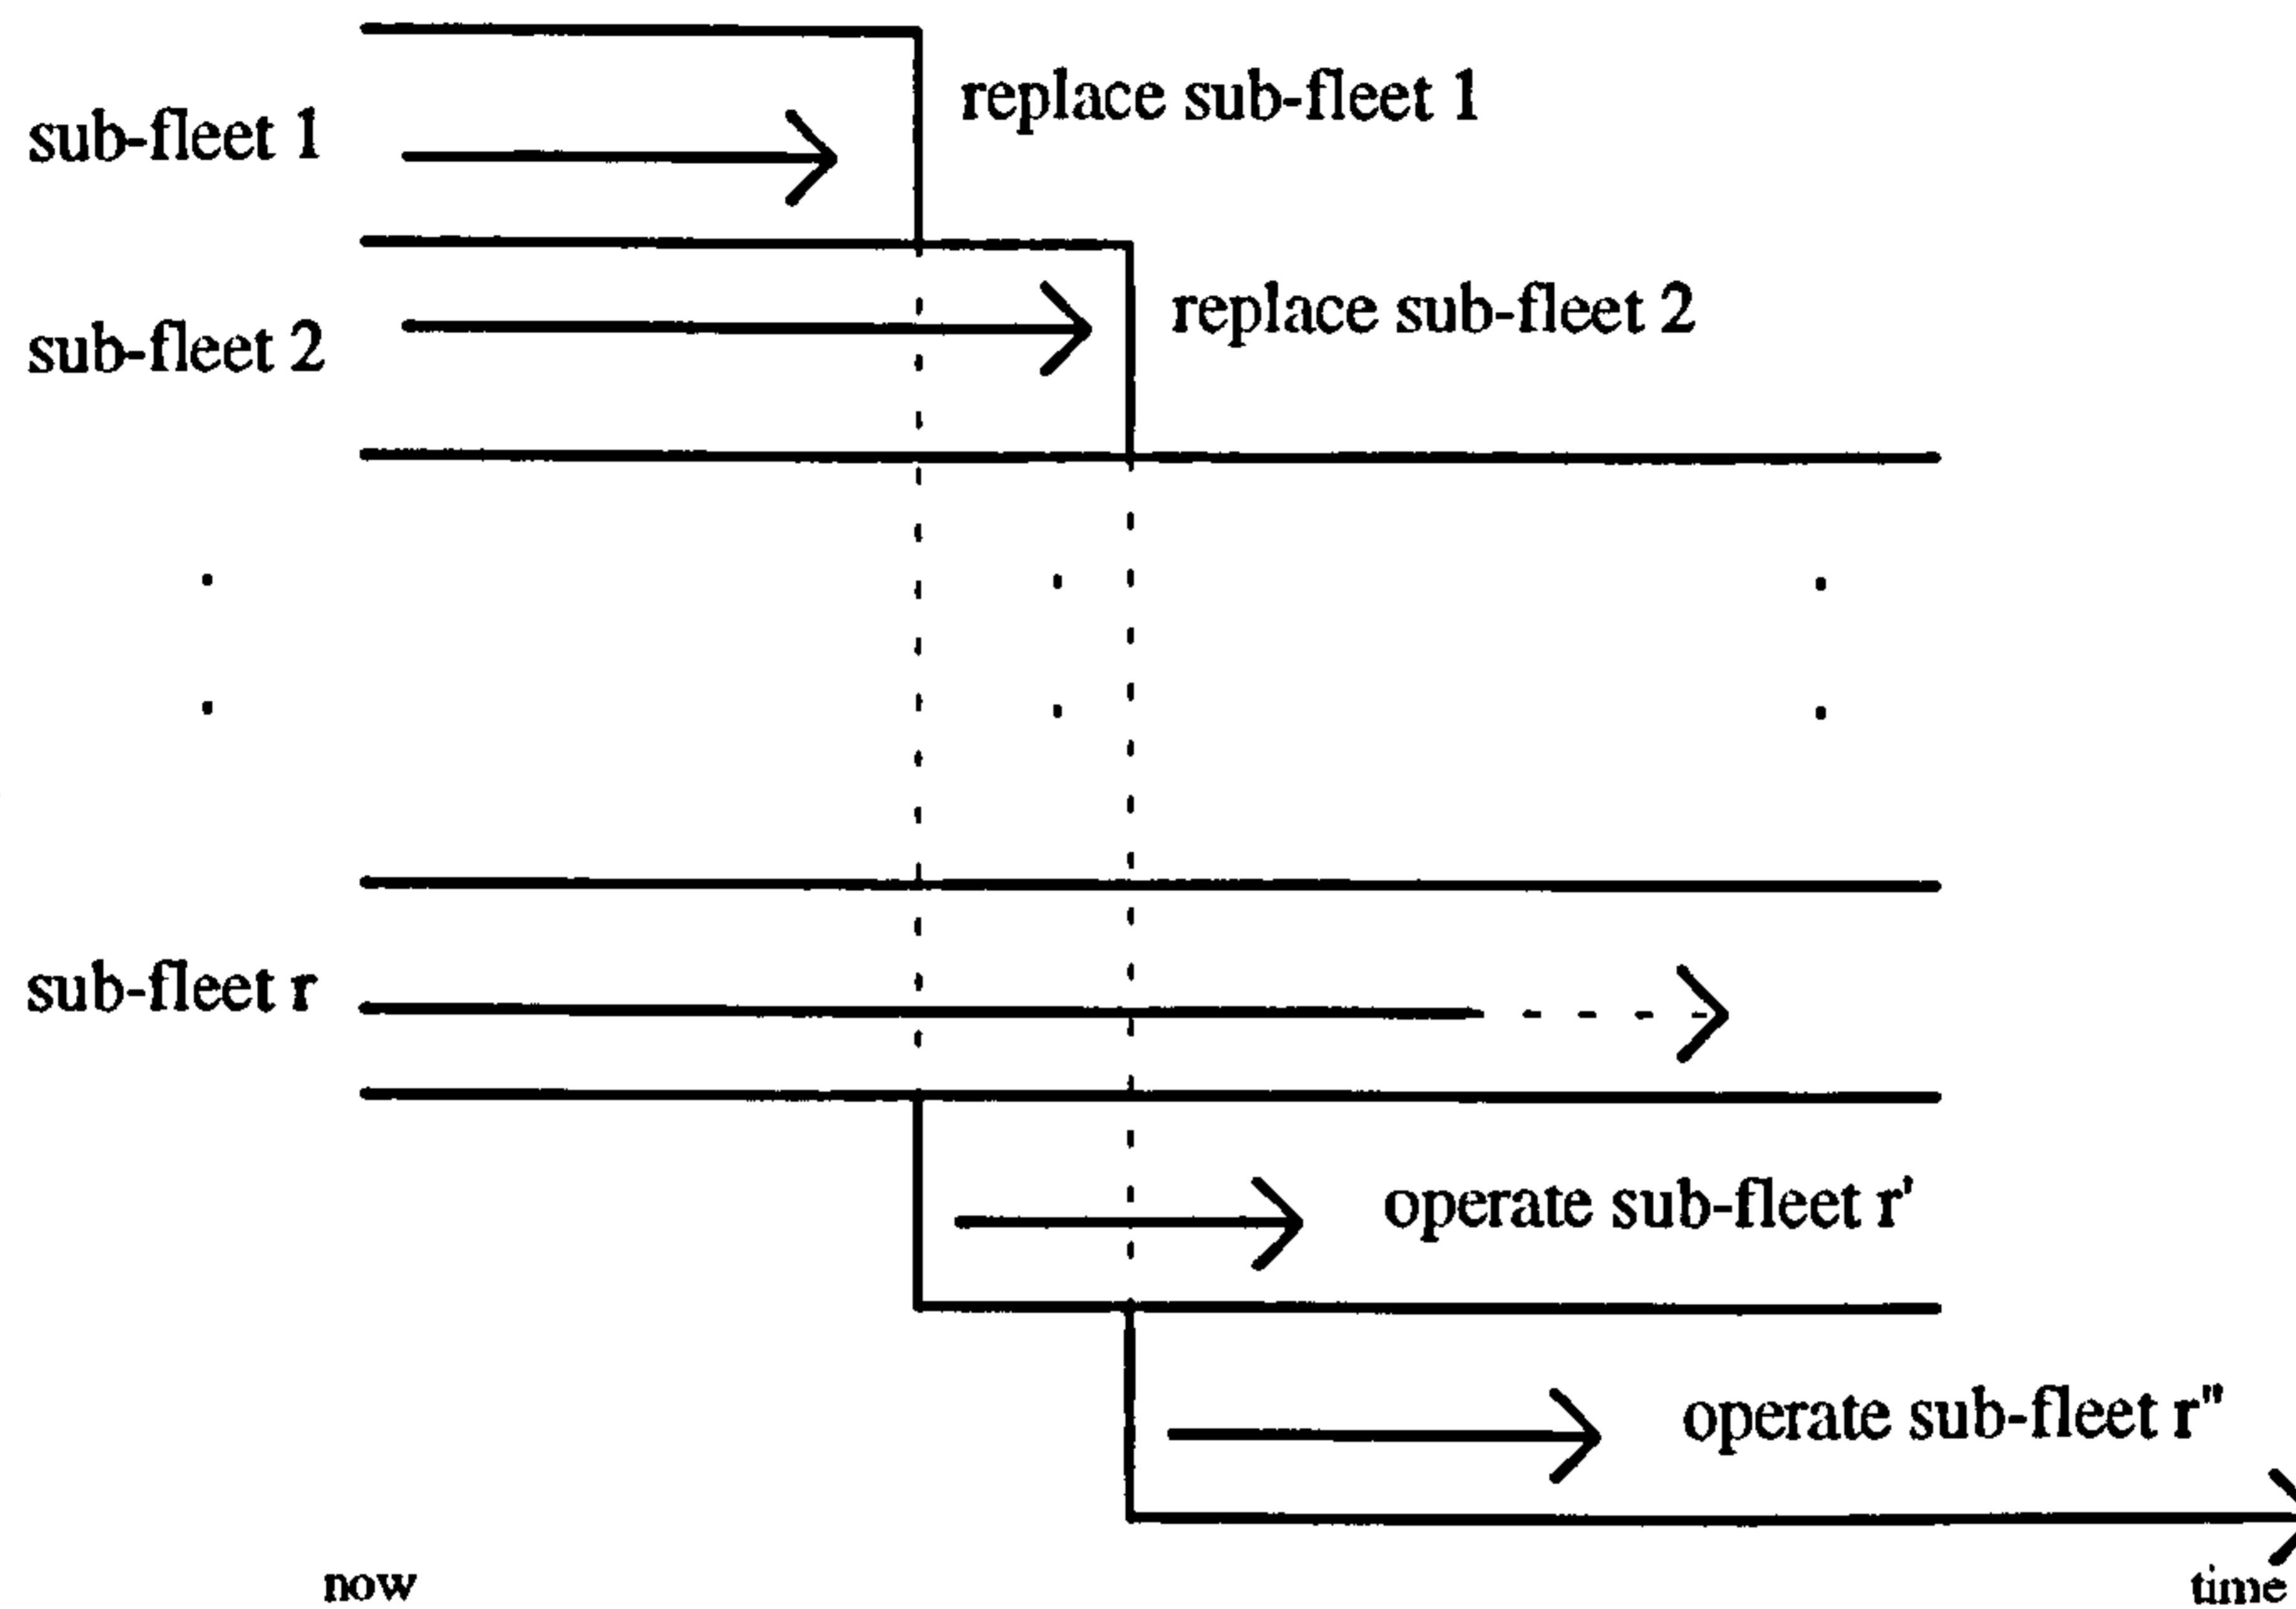 replace sub-fleet 1
sub-fleet 1
replace sub-fleet 2
sub-fleet 2
sub-fleet r
operate sub-fleet r'
operate sub-fleet r"
now
time